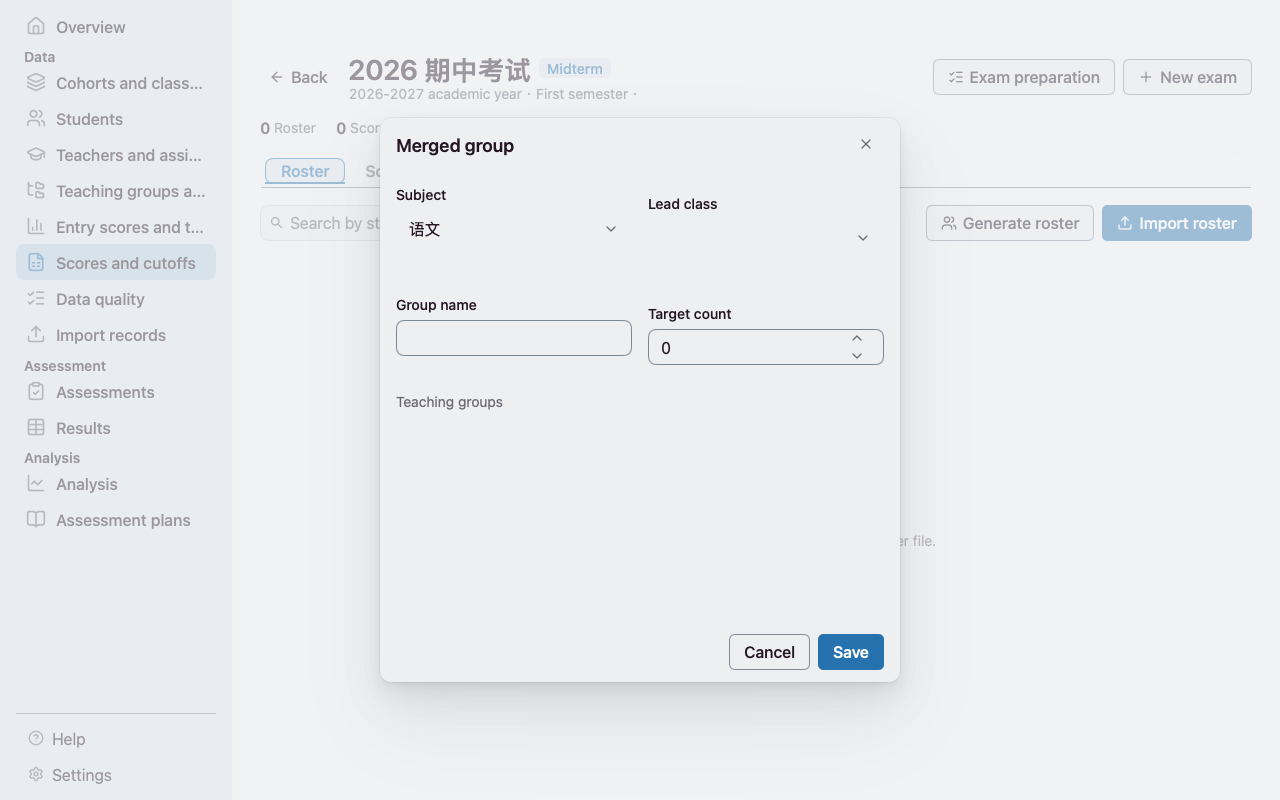 Overview
Data
Cohorts and class...
Students
Teachers and assi...
Teaching groups a...
Entry scores and t...
Scores and cutoffs
Data quality
Import records
Assessment
Assessments
Results
Analysis
Analysis
Assessment plans
Help
Settings
Back
2026 期中考试
Midterm
2026-2027 academic year · First semester ·
Exam preparation
New exam
0 Roster
0 Scor
Roster
Sc
Search by st
Generate roster
Import roster
er file.
Merged group
Subject
语文
Lead class
Group name
Target count
0
Teaching groups
Cancel
Save